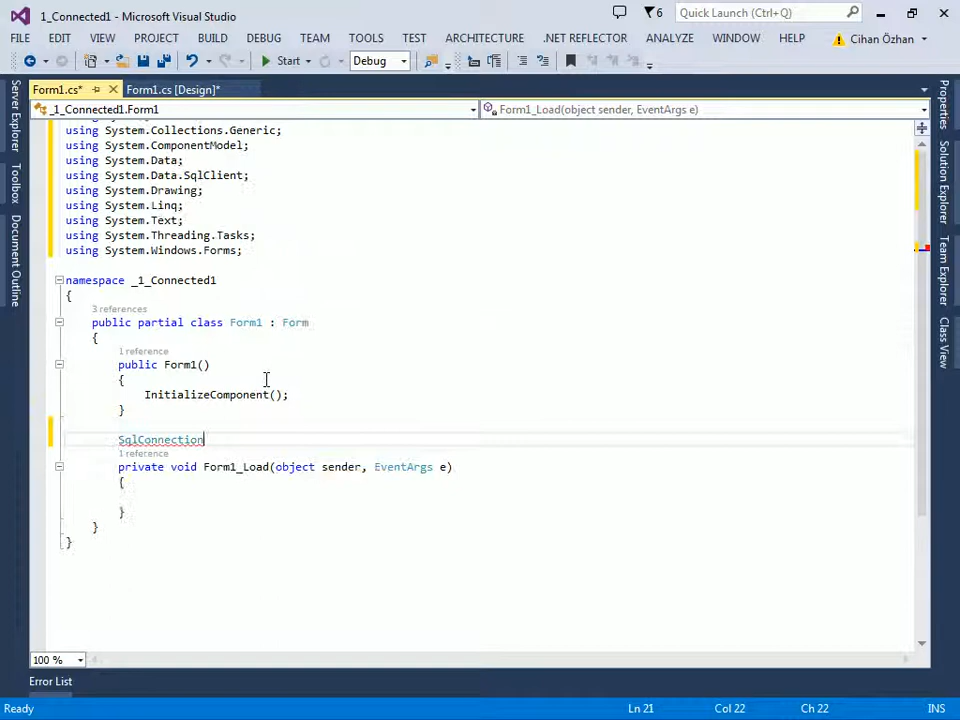 1_Connected1 - Microsoft Visual Studio
6
Quick Launch (Ctrl+Q)
FILE EDIT VIEW PROJECT BUILD DEBUG TEAM TOOLS TEST ARCHITECTURE .NET REFLECTOR ANALYZE WINDOW HELP Cihan Özhan
Start Debug
Form1.cs* Form1.cs [Design]*
_1_Connected1.Form1 Form1_Load(object sender, EventArgs e)
using System.Collections.Generic;
using System.ComponentModel;
using System.Data;
using System.Data.SqlClient;
using System.Drawing;
using System.Linq;
using System.Text;
using System.Threading.Tasks;
using System.Windows.Forms;
namespace _1_Connected1
{
3 references
public partial class Form1 : Form
{
1 reference
public Form1()
{
InitializeComponent();
}
SqlConnection
1 reference
private void Form1_Load(object sender, EventArgs e)
{
}
}
}
Server Explorer
Toolbox
Document Outline
Properties
Solution Explorer
Team Explorer
Class View
100 %
Error List
Ready Ln 21 Col 22 Ch 22 INS